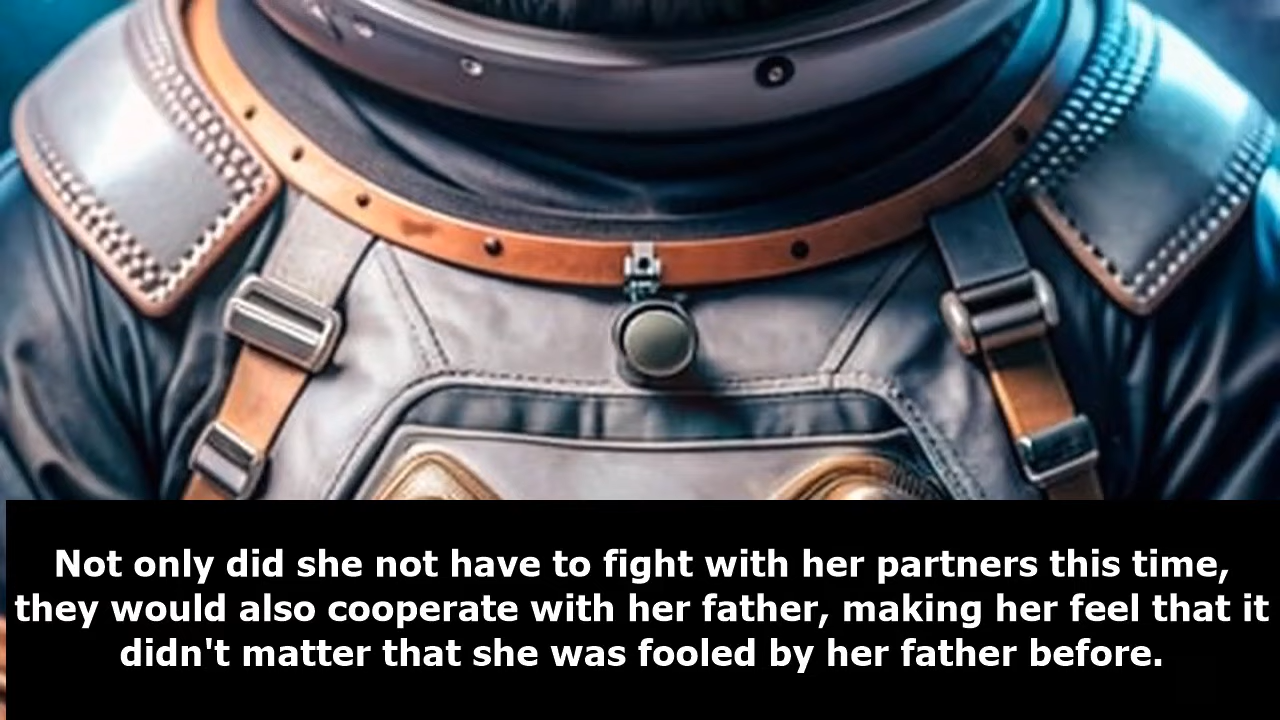 Not only did she not have to fight with her partners this time,
they would also cooperate with her father, making her feel that it
didn't matter that she was fooled by her father before.